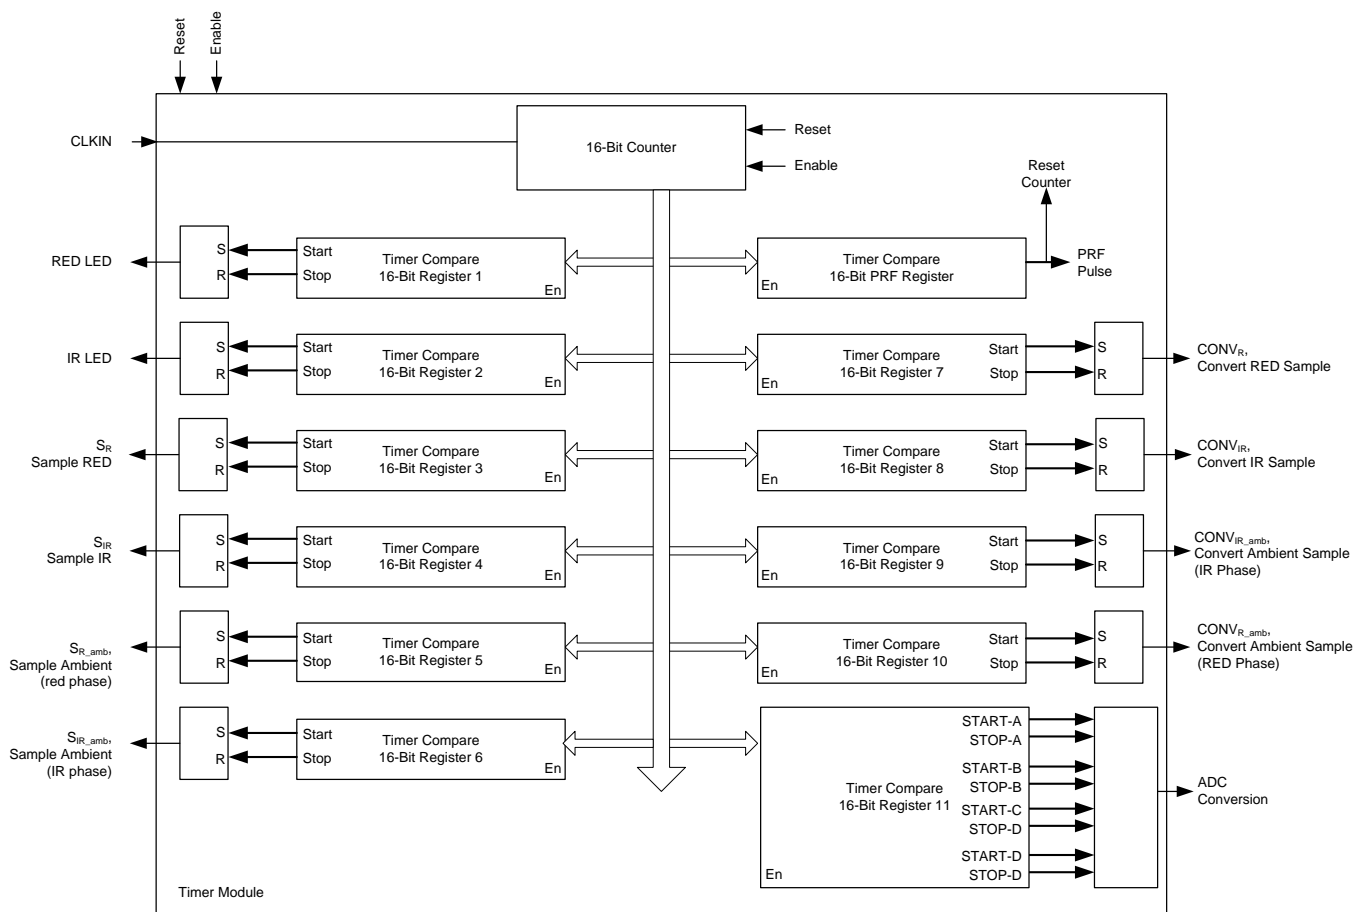 Reset
Enable
CLKIN
16-Bit Counter
Reset
Enable
Reset
Counter
RED LED
S
R
Start
Stop
Timer Compare
16-Bit Register 1
En
Timer Compare
16-Bit PRF Register
En
PRF
Pulse
IR LED
S
R
Start
Stop
Timer Compare
16-Bit Register 2
En
Timer Compare
16-Bit Register 7
En
Start
Stop
S
R
CONVR,
Convert RED Sample
SR
Sample RED
S
R
Start
Stop
Timer Compare
16-Bit Register 3
En
Timer Compare
16-Bit Register 8
En
Start
Stop
S
R
CONVIR,
Convert IR Sample
SIR
Sample IR
S
R
Start
Stop
Timer Compare
16-Bit Register 4
En
Timer Compare
16-Bit Register 9
En
Start
Stop
S
R
CONVIR_amb,
Convert Ambient Sample
(IR Phase)
SR_amb,
Sample Ambient
(red phase)
S
R
Start
Stop
Timer Compare
16-Bit Register 5
En
Timer Compare
16-Bit Register 10
En
Start
Stop
S
R
CONVR_amb,
Convert Ambient Sample
(RED Phase)
SIR_amb,
Sample Ambient
(IR phase)
S
R
Start
Stop
Timer Compare
16-Bit Register 6
En
Timer Compare
16-Bit Register 11
En
START-A
STOP-A
START-B
STOP-B
START-C
STOP-D
START-D
STOP-D
ADC
Conversion
Timer Module